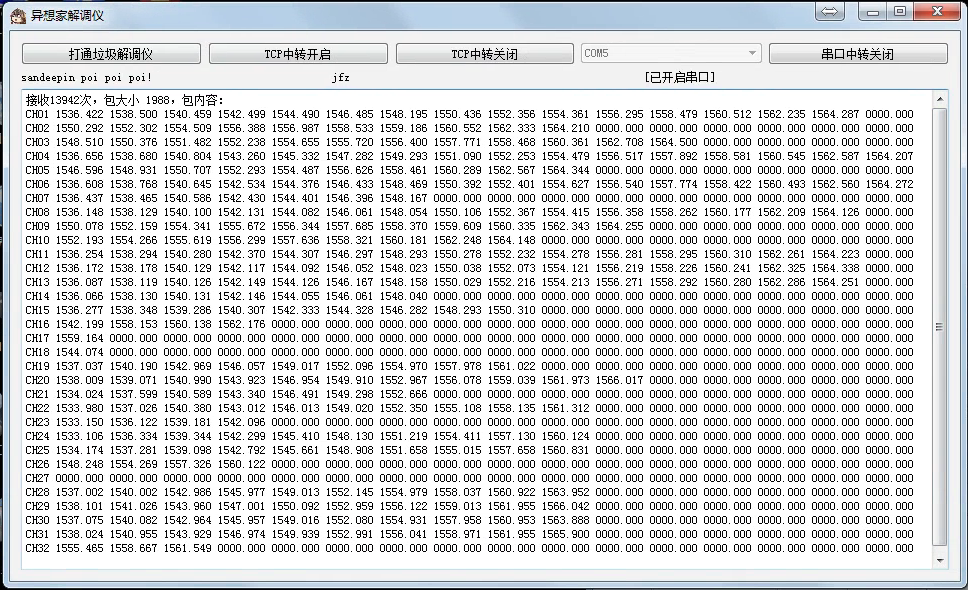 异想家解调仪
打通垃圾解调仪 TCP中转开启 TCP中转关闭 COM5 串口中转关闭
sandeepin poi poi poi! jfz [已开启串口]
接收13942次，包大小 1988，包内容:
CH01 1536.422 1538.500 1540.459 1542.499 1544.490 1546.485 1548.195 1550.436 1552.356 1554.361 1556.295 1558.479 1560.512 1562.235 1564.287 0000.000
CH02 1550.292 1552.302 1554.509 1556.388 1556.987 1558.533 1559.186 1560.552 1562.333 1564.210 0000.000 0000.000 0000.000 0000.000 0000.000 0000.000
CH03 1548.510 1550.376 1551.482 1552.238 1554.655 1555.720 1556.400 1557.771 1558.468 1560.361 1562.708 1564.500 0000.000 0000.000 0000.000 0000.000
CH04 1536.656 1538.680 1540.804 1543.260 1545.332 1547.282 1549.293 1551.090 1552.253 1554.479 1556.517 1557.892 1558.581 1560.545 1562.587 1564.207
CH05 1546.596 1548.931 1550.707 1552.293 1554.487 1556.626 1558.461 1560.289 1562.567 1564.344 0000.000 0000.000 0000.000 0000.000 0000.000 0000.000
CH06 1536.608 1538.768 1540.645 1542.534 1544.376 1546.433 1548.469 1550.392 1552.401 1554.627 1556.540 1557.774 1558.422 1560.493 1562.560 1564.272
CH07 1536.437 1538.465 1540.586 1542.430 1544.401 1546.396 1548.167 0000.000 0000.000 0000.000 0000.000 0000.000 0000.000 0000.000 0000.000 0000.000
CH08 1536.148 1538.129 1540.100 1542.131 1544.082 1546.061 1548.054 1550.106 1552.367 1554.415 1556.358 1558.262 1560.177 1562.209 1564.126 0000.000
CH09 1550.078 1552.159 1554.341 1555.672 1556.344 1557.685 1558.370 1559.609 1560.335 1562.343 1564.255 0000.000 0000.000 0000.000 0000.000 0000.000
CH10 1552.193 1554.266 1555.619 1556.299 1557.636 1558.321 1560.181 1562.248 1564.148 0000.000 0000.000 0000.000 0000.000 0000.000 0000.000 0000.000
CH11 1536.254 1538.294 1540.280 1542.370 1544.307 1546.297 1548.293 1550.278 1552.232 1554.278 1556.281 1558.295 1560.310 1562.261 1564.223 0000.000
CH12 1536.172 1538.178 1540.129 1542.117 1544.092 1546.052 1548.023 1550.038 1552.073 1554.121 1556.219 1558.226 1560.241 1562.325 1564.338 0000.000
CH13 1536.087 1538.119 1540.126 1542.149 1544.126 1546.167 1548.158 1550.029 1552.216 1554.213 1556.271 1558.292 1560.280 1562.286 1564.251 0000.000
CH14 1536.066 1538.130 1540.131 1542.146 1544.055 1546.061 1548.040 0000.000 0000.000 0000.000 0000.000 0000.000 0000.000 0000.000 0000.000 0000.000
CH15 1536.277 1538.348 1539.286 1540.307 1542.333 1544.328 1546.282 1548.293 1550.310 0000.000 0000.000 0000.000 0000.000 0000.000 0000.000 0000.000
CH16 1542.199 1558.153 1560.138 1562.176 0000.000 0000.000 0000.000 0000.000 0000.000 0000.000 0000.000 0000.000 0000.000 0000.000 0000.000 0000.000
CH17 1559.164 0000.000 0000.000 0000.000 0000.000 0000.000 0000.000 0000.000 0000.000 0000.000 0000.000 0000.000 0000.000 0000.000 0000.000 0000.000
CH18 1544.074 0000.000 0000.000 0000.000 0000.000 0000.000 0000.000 0000.000 0000.000 0000.000 0000.000 0000.000 0000.000 0000.000 0000.000 0000.000
CH19 1537.037 1540.190 1542.969 1546.057 1549.017 1552.096 1554.970 1557.978 1561.022 0000.000 0000.000 0000.000 0000.000 0000.000 0000.000 0000.000
CH20 1538.009 1539.071 1540.990 1543.923 1546.954 1549.910 1552.967 1556.078 1559.039 1561.973 1566.017 0000.000 0000.000 0000.000 0000.000 0000.000
CH21 1534.024 1537.599 1540.589 1543.340 1546.491 1549.298 1552.666 0000.000 0000.000 0000.000 0000.000 0000.000 0000.000 0000.000 0000.000 0000.000
CH22 1533.980 1537.026 1540.380 1543.012 1546.013 1549.020 1552.350 1555.108 1558.135 1561.312 0000.000 0000.000 0000.000 0000.000 0000.000 0000.000
CH23 1533.150 1536.122 1539.181 1542.096 0000.000 0000.000 0000.000 0000.000 0000.000 0000.000 0000.000 0000.000 0000.000 0000.000 0000.000 0000.000
CH24 1533.106 1536.334 1539.344 1542.299 1545.410 1548.130 1551.219 1554.411 1557.130 1560.124 0000.000 0000.000 0000.000 0000.000 0000.000 0000.000
CH25 1534.174 1537.281 1539.098 1542.792 1545.661 1548.908 1551.658 1555.015 1557.658 1560.831 0000.000 0000.000 0000.000 0000.000 0000.000 0000.000
CH26 1548.248 1554.269 1557.326 1560.122 0000.000 0000.000 0000.000 0000.000 0000.000 0000.000 0000.000 0000.000 0000.000 0000.000 0000.000 0000.000
CH27 0000.000 0000.000 0000.000 0000.000 0000.000 0000.000 0000.000 0000.000 0000.000 0000.000 0000.000 0000.000 0000.000 0000.000 0000.000 0000.000
CH28 1537.002 1540.002 1542.986 1545.977 1549.013 1552.145 1554.979 1558.037 1560.922 1563.952 0000.000 0000.000 0000.000 0000.000 0000.000 0000.000
CH29 1538.101 1541.026 1543.960 1547.001 1550.092 1552.959 1556.122 1559.013 1561.955 1566.042 0000.000 0000.000 0000.000 0000.000 0000.000 0000.000
CH30 1537.075 1540.082 1542.964 1545.957 1549.016 1552.080 1554.931 1557.958 1560.953 1563.888 0000.000 0000.000 0000.000 0000.000 0000.000 0000.000
CH31 1538.024 1540.955 1543.929 1546.974 1549.939 1552.991 1556.041 1558.971 1561.955 1565.900 0000.000 0000.000 0000.000 0000.000 0000.000 0000.000
CH32 1555.465 1558.667 1561.549 0000.000 0000.000 0000.000 0000.000 0000.000 0000.000 0000.000 0000.000 0000.000 0000.000 0000.000 0000.000 0000.000